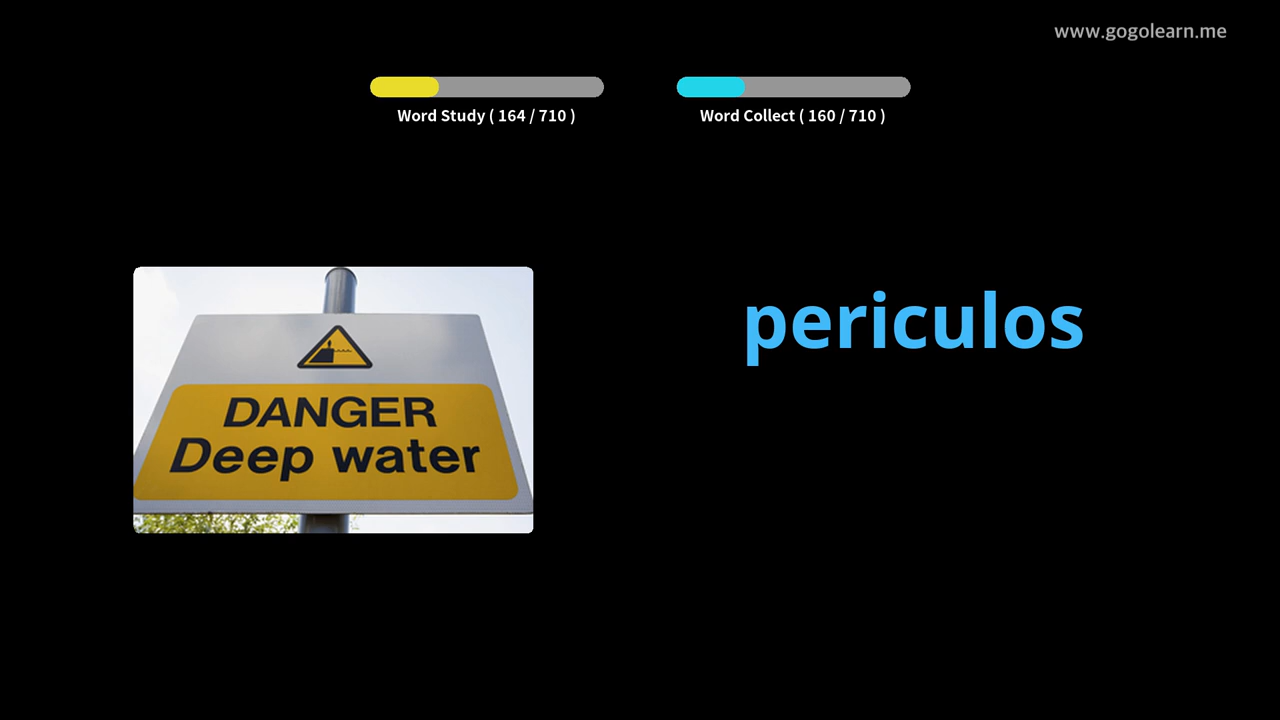 www.gogolearn.me
Word Study ( 164 / 710 )
Word Collect ( 160 / 710 )
periculos
DANGER
Deep water